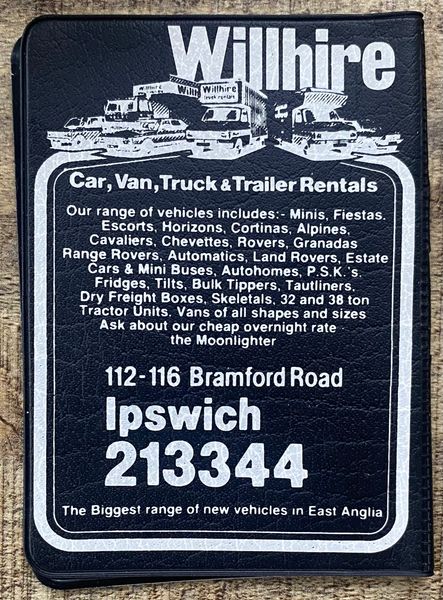 Willhire
Willhire
truck rentals
Car, Van, Truck & Trailer Rentals
Our range of vehicles includes:- Minis, Fiestas.
Escorts, Horizons, Cortinas, Alpines,
Cavaliers, Chevettes, Rovers, Granadas
Range Rovers, Automatics, Land Rovers, Estate
Cars & Mini Buses, Autohomes, P.S.K.'s.
Fridges, Tilts, Bulk Tippers, Tautliners,
Dry Freight Boxes, Skeletals, 32 and 38 ton
Tractor Units. Vans of all shapes and sizes
Ask about our cheap overnight rate -
the Moonlighter
112-116 Bramford Road
Ipswich
213344
The Biggest range of new vehicles in East Anglia